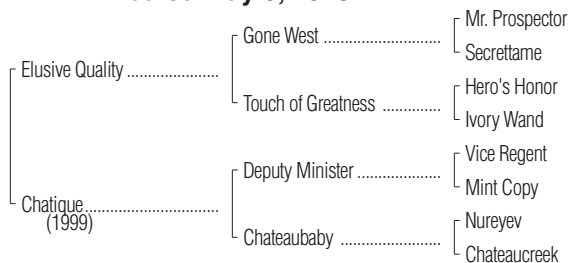 Gone West
Mr. Prospector
Secrettame
Elusive Quality
Touch of Greatness
Hero's Honor
Ivory Wand
Deputy Minister
Vice Regent
Mint Copy
Chatique
(1999)
Chateaubaby
Nureyev
Chateaucreek